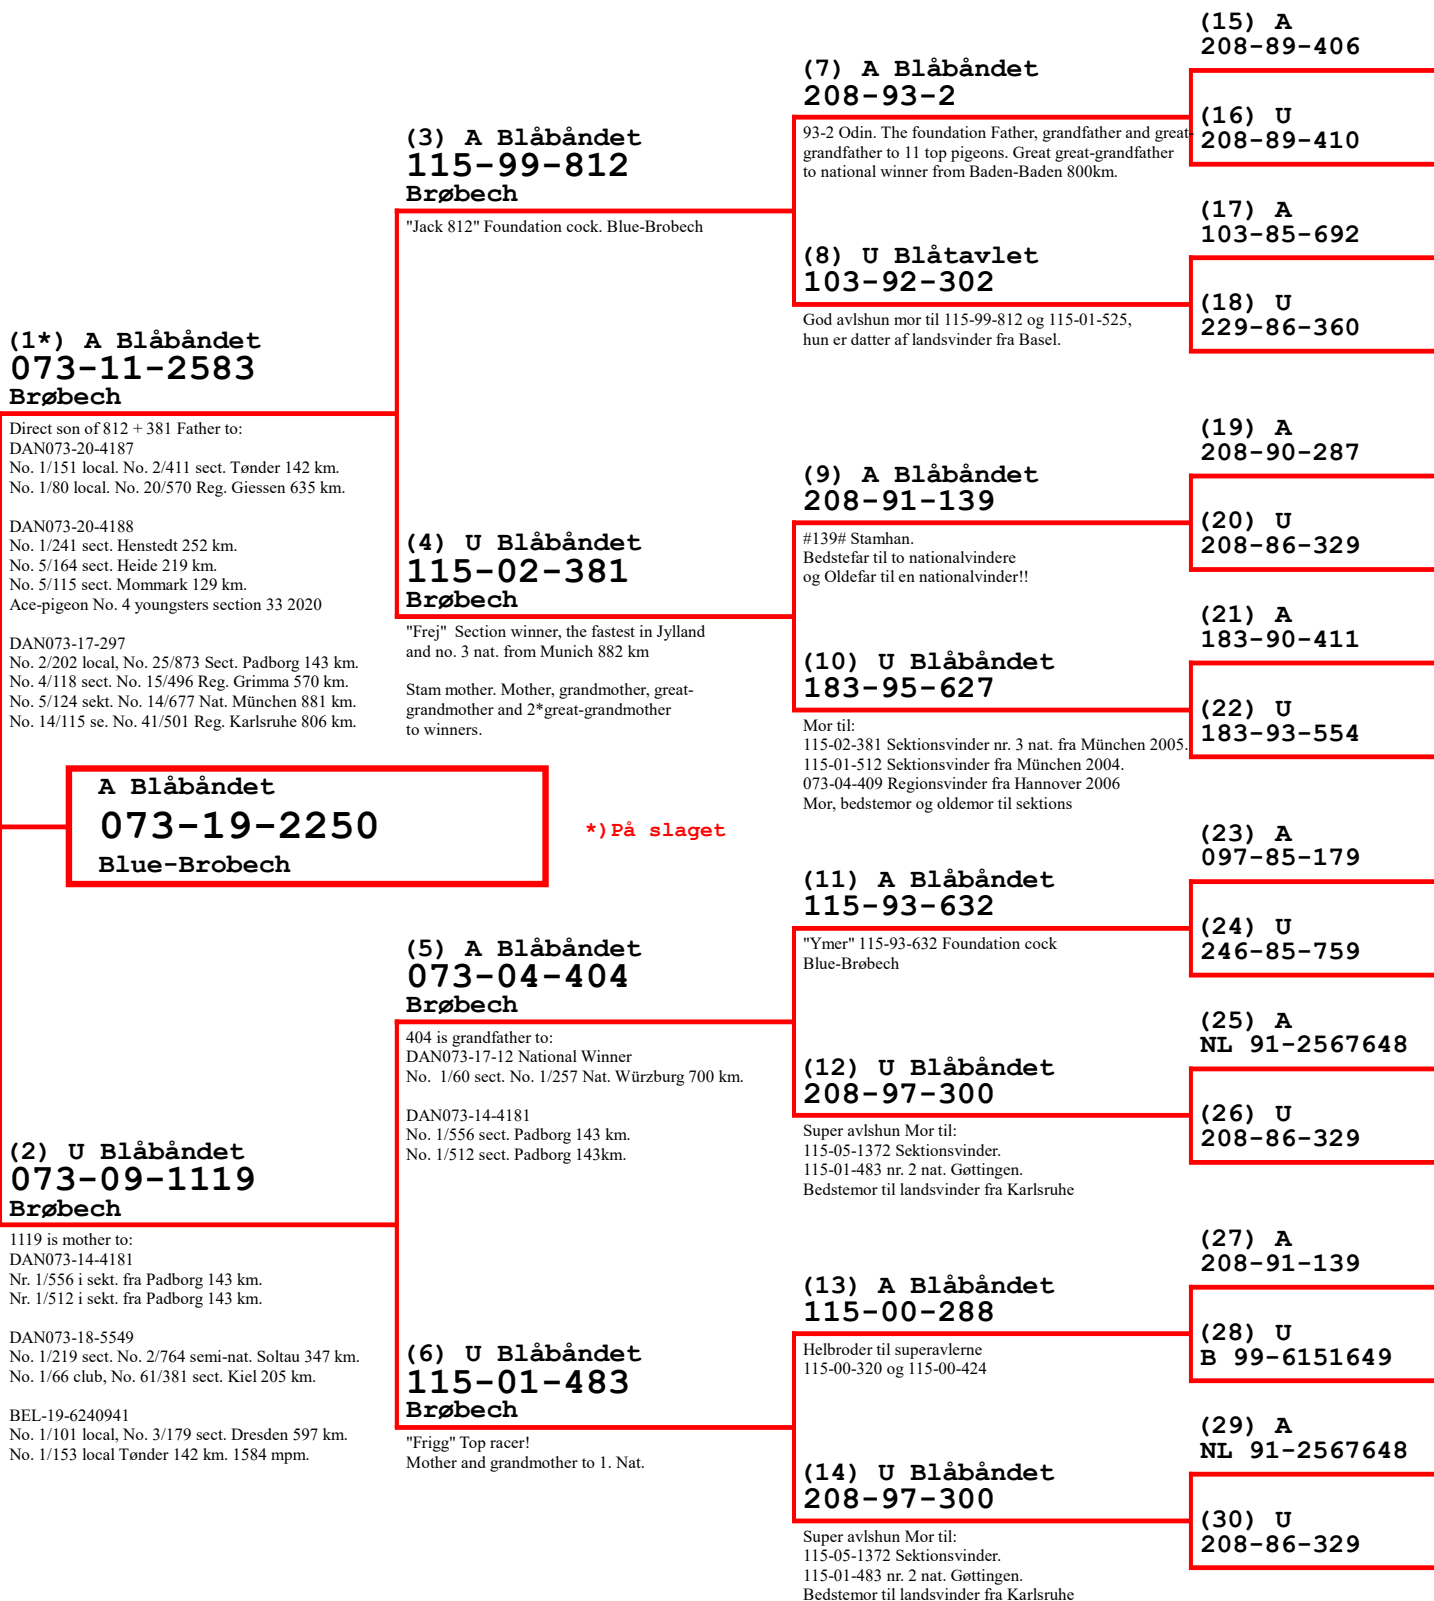 (1*) A Blåbåndet
073-11-2583
Brøbech
Direct son of 812 + 381 Father to:
DAN073-20-4187
No. 1/151 local. No. 2/411 sect. Tønder 142 km.
No. 1/80 local. No. 20/570 Reg. Giessen 635 km.
DAN073-20-4188
No. 1/241 sect. Henstedt 252 km.
No. 5/164 sect. Heide 219 km.
No. 5/115 sect. Mommark 129 km.
Ace-pigeon No. 4 youngsters section 33 2020
DAN073-17-297
No. 2/202 local, No. 25/873 Sect. Padborg 143 km.
No. 4/118 sect. No. 15/496 Reg. Grimma 570 km.
No. 5/124 sekt. No. 14/677 Nat. München 881 km.
No. 14/115 se. No. 41/501 Reg. Karlsruhe 806 km.
A Blåbåndet
073-19-2250
Blue-Brobech
*)På slaget
(2) U Blåbåndet
073-09-1119
Brøbech
1119 is mother to:
DAN073-14-4181
Nr. 1/556 i sekt. fra Padborg 143 km.
Nr. 1/512 i sekt. fra Padborg 143 km.
DAN073-18-5549
No. 1/219 sect. No. 2/764 semi-nat. Soltau 347 km.
No. 1/66 club, No. 61/381 sect. Kiel 205 km.
BEL-19-6240941
No. 1/101 local, No. 3/179 sect. Dresden 597 km.
No. 1/153 local Tønder 142 km. 1584 mpm.
(3) A Blåbåndet
115-99-812
Brøbech
"Jack 812" Foundation cock. Blue-Brobech
(4) U Blåbåndet
115-02-381
Brøbech
"Frej" Section winner, the fastest in Jylland
and no. 3 nat. from Munich 882 km
Stam mother. Mother, grandmother, great-
grandmother and 2*great-grandmother
to winners.
(5) A Blåbåndet
073-04-404
Brøbech
404 is grandfather to:
DAN073-17-12 National Winner
No. 1/60 sect. No. 1/257 Nat. Würzburg 700 km.
DAN073-14-4181
No. 1/556 sect. Padborg 143 km.
No. 1/512 sect. Padborg 143km.
(6) U Blåbåndet
115-01-483
Brøbech
"Frigg" Top racer!
Mother and grandmother to 1. Nat.
(7) A Blåbåndet
208-93-2
93-2 Odin. The foundation Father, grandfather and great-
grandfather to 11 top pigeons. Great great-grandfather
to national winner from Baden-Baden 800km.
(8) U Blåtavlet
103-92-302
God avlshun mor til 115-99-812 og 115-01-525,
hun er datter af landsvinder fra Basel.
(9) A Blåbåndet
208-91-139
#139# Stamhan.
Bedstefar til to nationalvindere
og Oldefar til en nationalvinder!!
(10) U Blåbåndet
183-95-627
Mor til:
115-02-381 Sektionsvinder nr. 3 nat. fra München 2005.
115-01-512 Sektionsvinder fra München 2004.
073-04-409 Regionsvinder fra Hannover 2006
Mor, bedstemor og oldemor til sektions
(11) A Blåbåndet
115-93-632
"Ymer" 115-93-632 Foundation cock
Blue-Brøbech
(12) U Blåbåndet
208-97-300
Super avlshun Mor til:
115-05-1372 Sektionsvinder.
115-01-483 nr. 2 nat. Gøttingen.
Bedstemor til landsvinder fra Karlsruhe
(13) A Blåbåndet
115-00-288
Helbroder til superavlerne
115-00-320 og 115-00-424
(14) U Blåbåndet
208-97-300
Super avlshun Mor til:
115-05-1372 Sektionsvinder.
115-01-483 nr. 2 nat. Gøttingen.
Bedstemor til landsvinder fra Karlsruhe
(15) A
208-89-406
(16) U
208-89-410
(17) A
103-85-692
(18) U
229-86-360
(19) A
208-90-287
(20) U
208-86-329
(21) A
183-90-411
(22) U
183-93-554
(23) A
097-85-179
(24) U
246-85-759
(25) A
NL 91-2567648
(26) U
208-86-329
(27) A
208-91-139
(28) U
B 99-6151649
(29) A
NL 91-2567648
(30) U
208-86-329